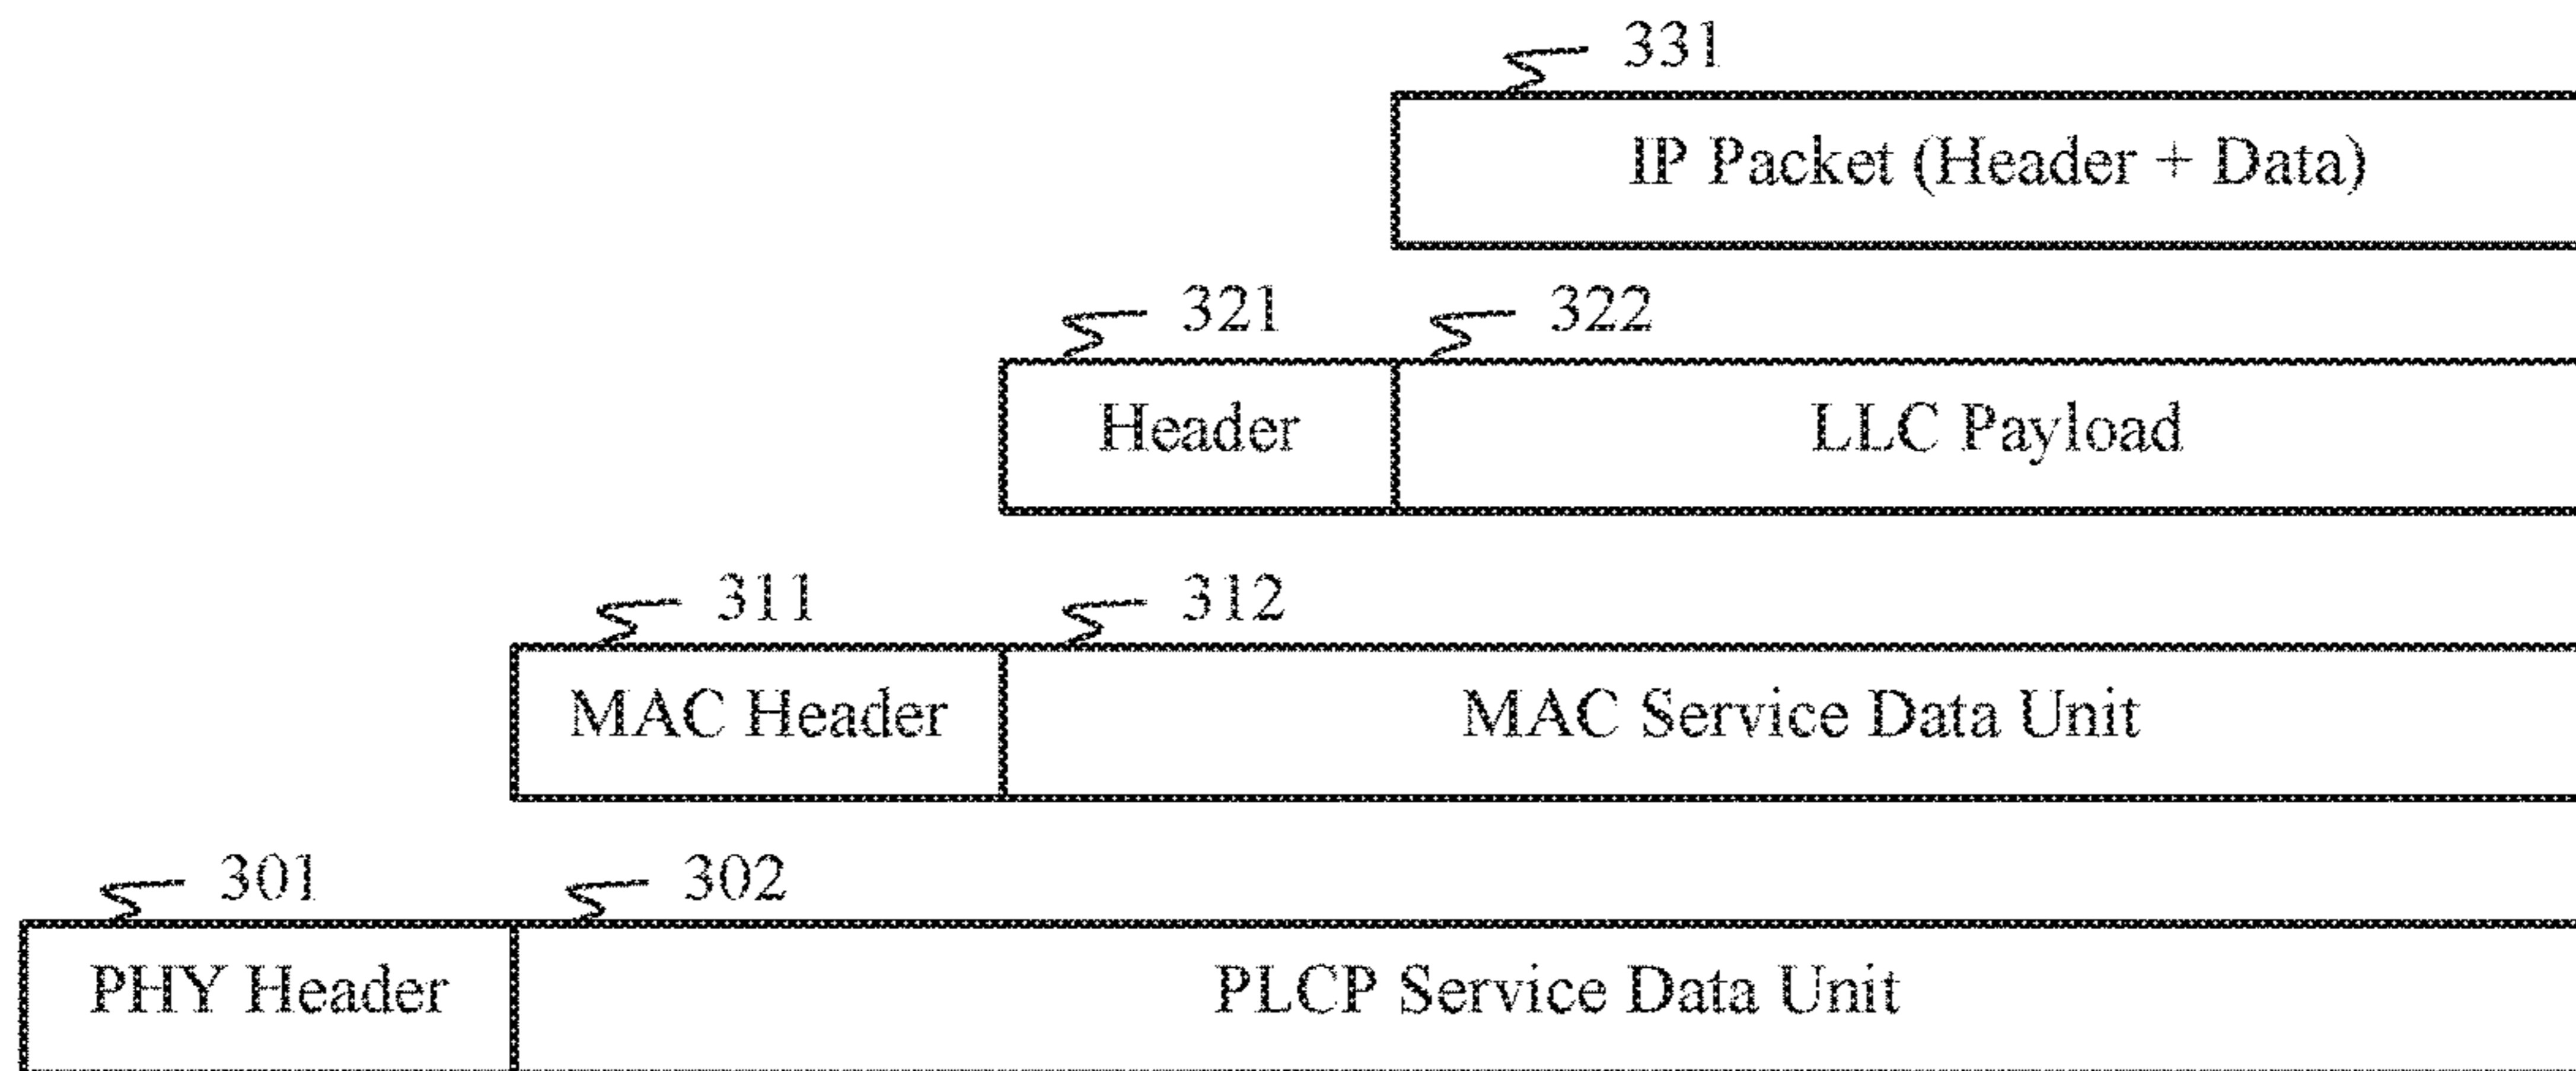 331
IP Packet (Header + Data)
321 322
Header LLC Payload
311 312
MAC Header MAC Service Data Unit
301 302
PHY Header PLCP Service Data Unit